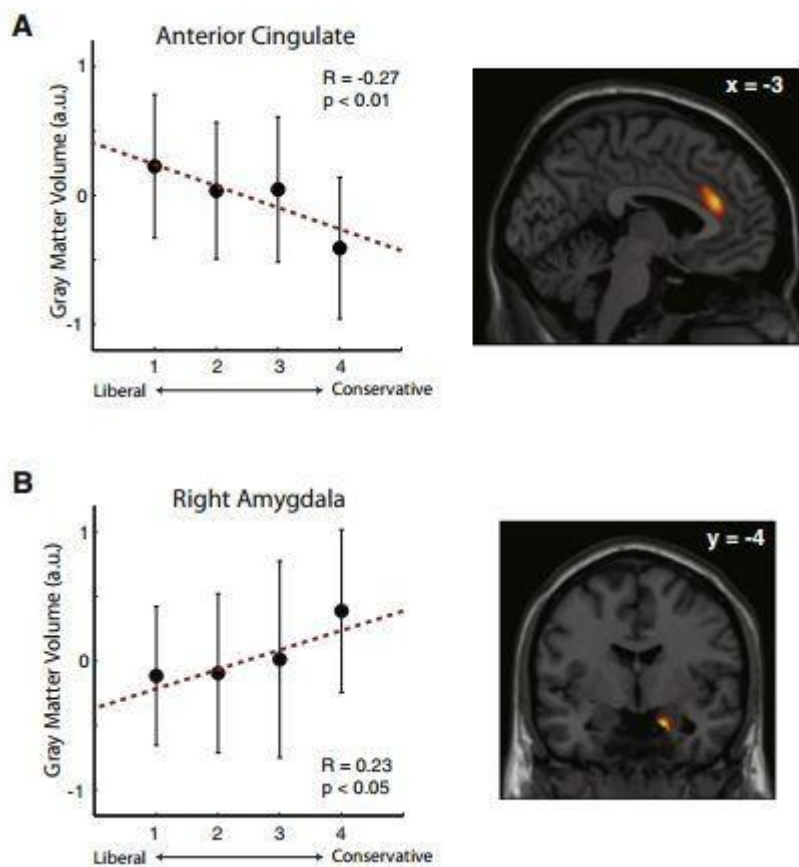 A
Anterior Cingulate
R = -0.27
p < 0.01
Gray Matter Volume (a.u.)
1
0
-1
1 2 3 4
Liberal Conservative
x = -3
B
Right Amygdala
Gray Matter Volume (a.u.)
1
0
-1
R = 0.23
p < 0.05
1 2 3 4
Liberal Conservative
y = -4